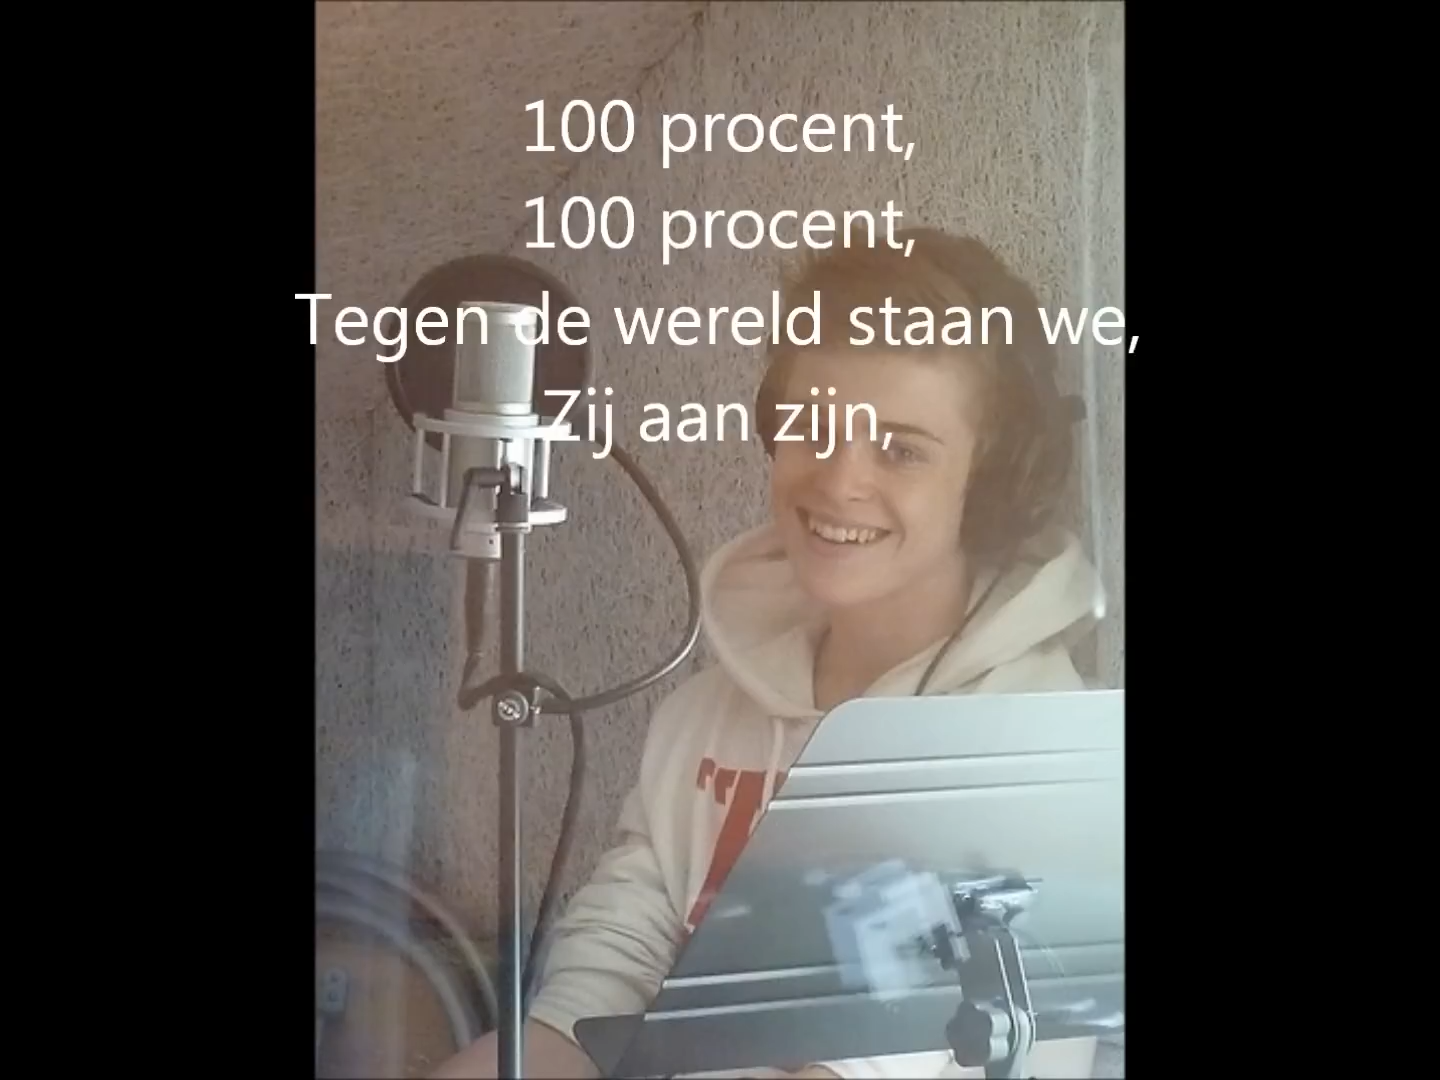 100 procent,
100 procent,
Tegen de wereld staan we,
Zij aan zijn,